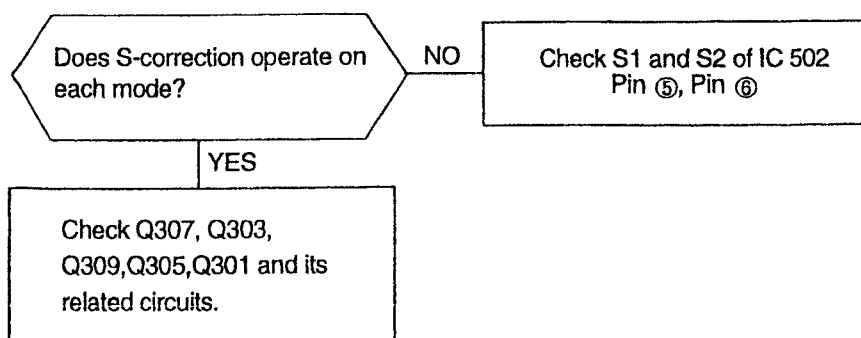 Does S-correction operate on
each mode?
NO
Check S1 and S2 of IC 502
Pin ⑤, Pin ⑥
YES
Check Q307, Q303,
Q309,Q305,Q301 and its
related circuits.